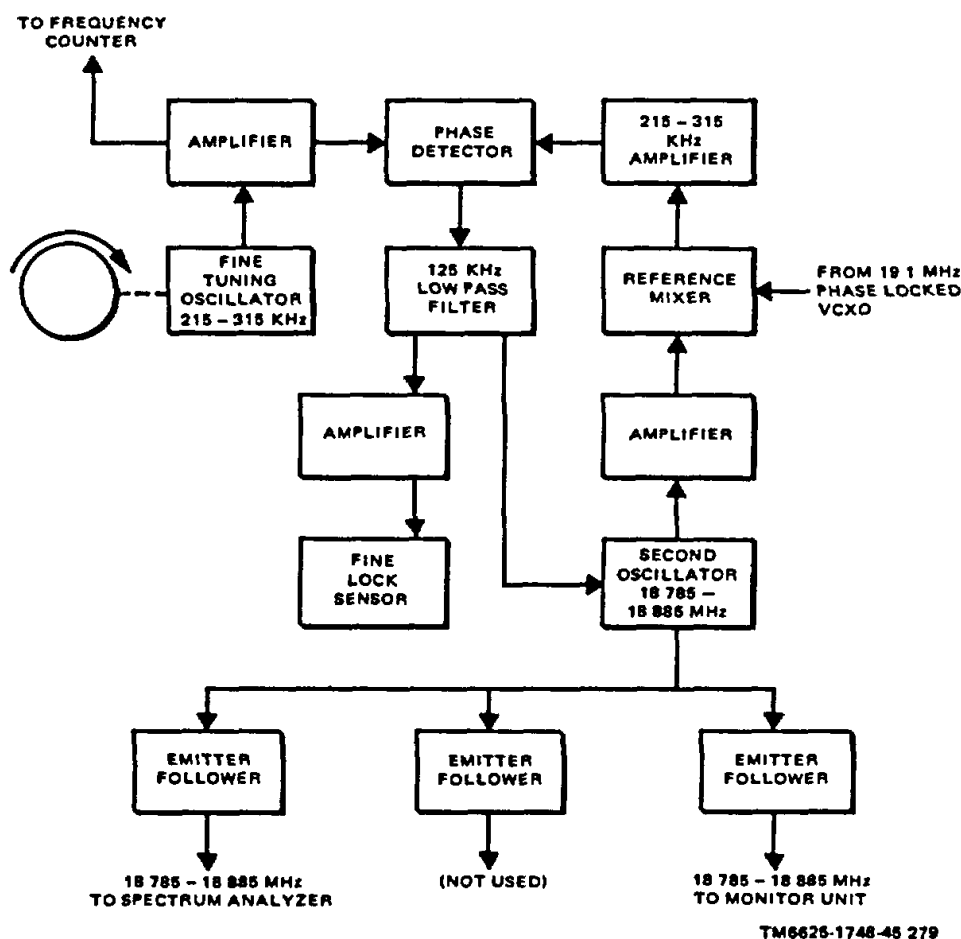 TO FREQUENCY
COUNTER
AMPLIFIER
PHASE
DETECTOR
215 – 315
KHz
AMPLIFIER
FINE
TUNING
OSCILLATOR
215 – 315 KHz
125 KHz
LOW PASS
FILTER
REFERENCE
MIXER
FROM 19 1 MHz
PHASE LOCKED
VCXO
AMPLIFIER
AMPLIFIER
FINE
LOCK
SENSOR
SECOND
OSCILLATOR
18 785 –
18 885 MHz
EMITTER
FOLLOWER
EMITTER
FOLLOWER
EMITTER
FOLLOWER
18 785 – 18 885 MHz
TO SPECTRUM ANALYZER
(NOT USED)
18 785 – 18 885 MHz
TO MONITOR UNIT
TM6625-1748-45 279